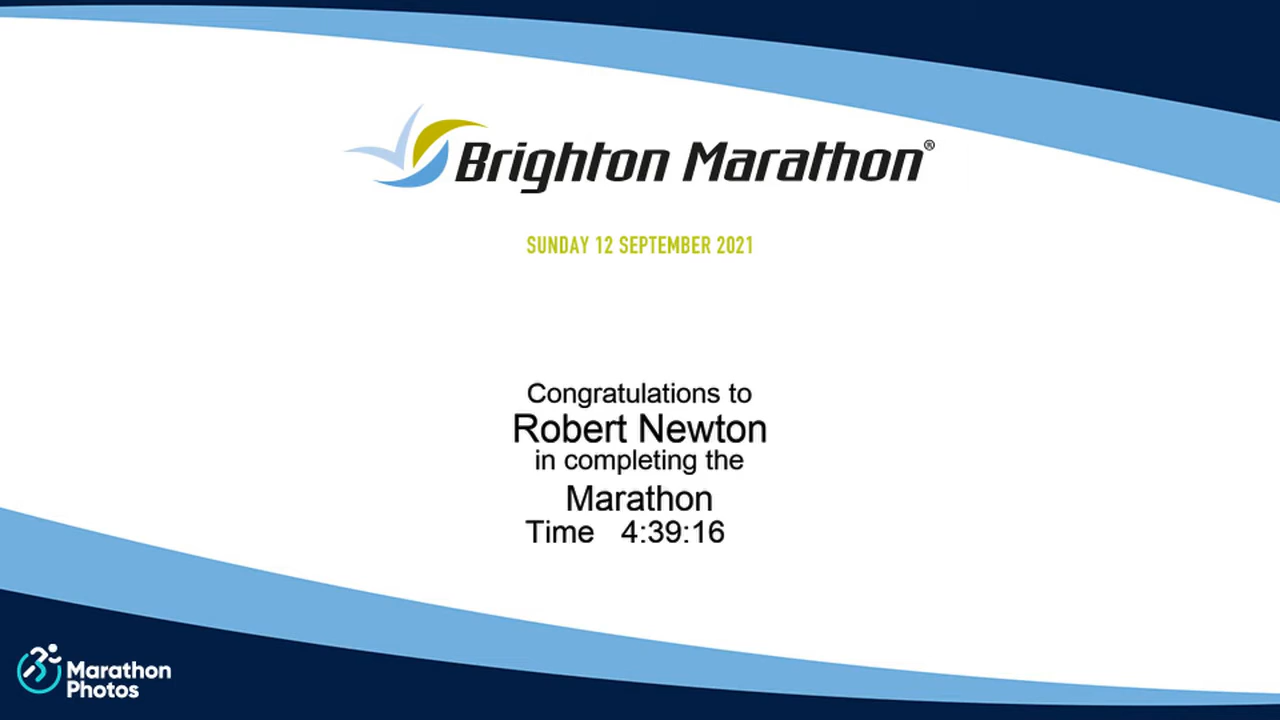 Brighton Marathon®
SUNDAY 12 SEPTEMBER 2021
Congratulations to
Robert Newton
in completing the
Marathon
Time 4:39:16
Marathon
Photos